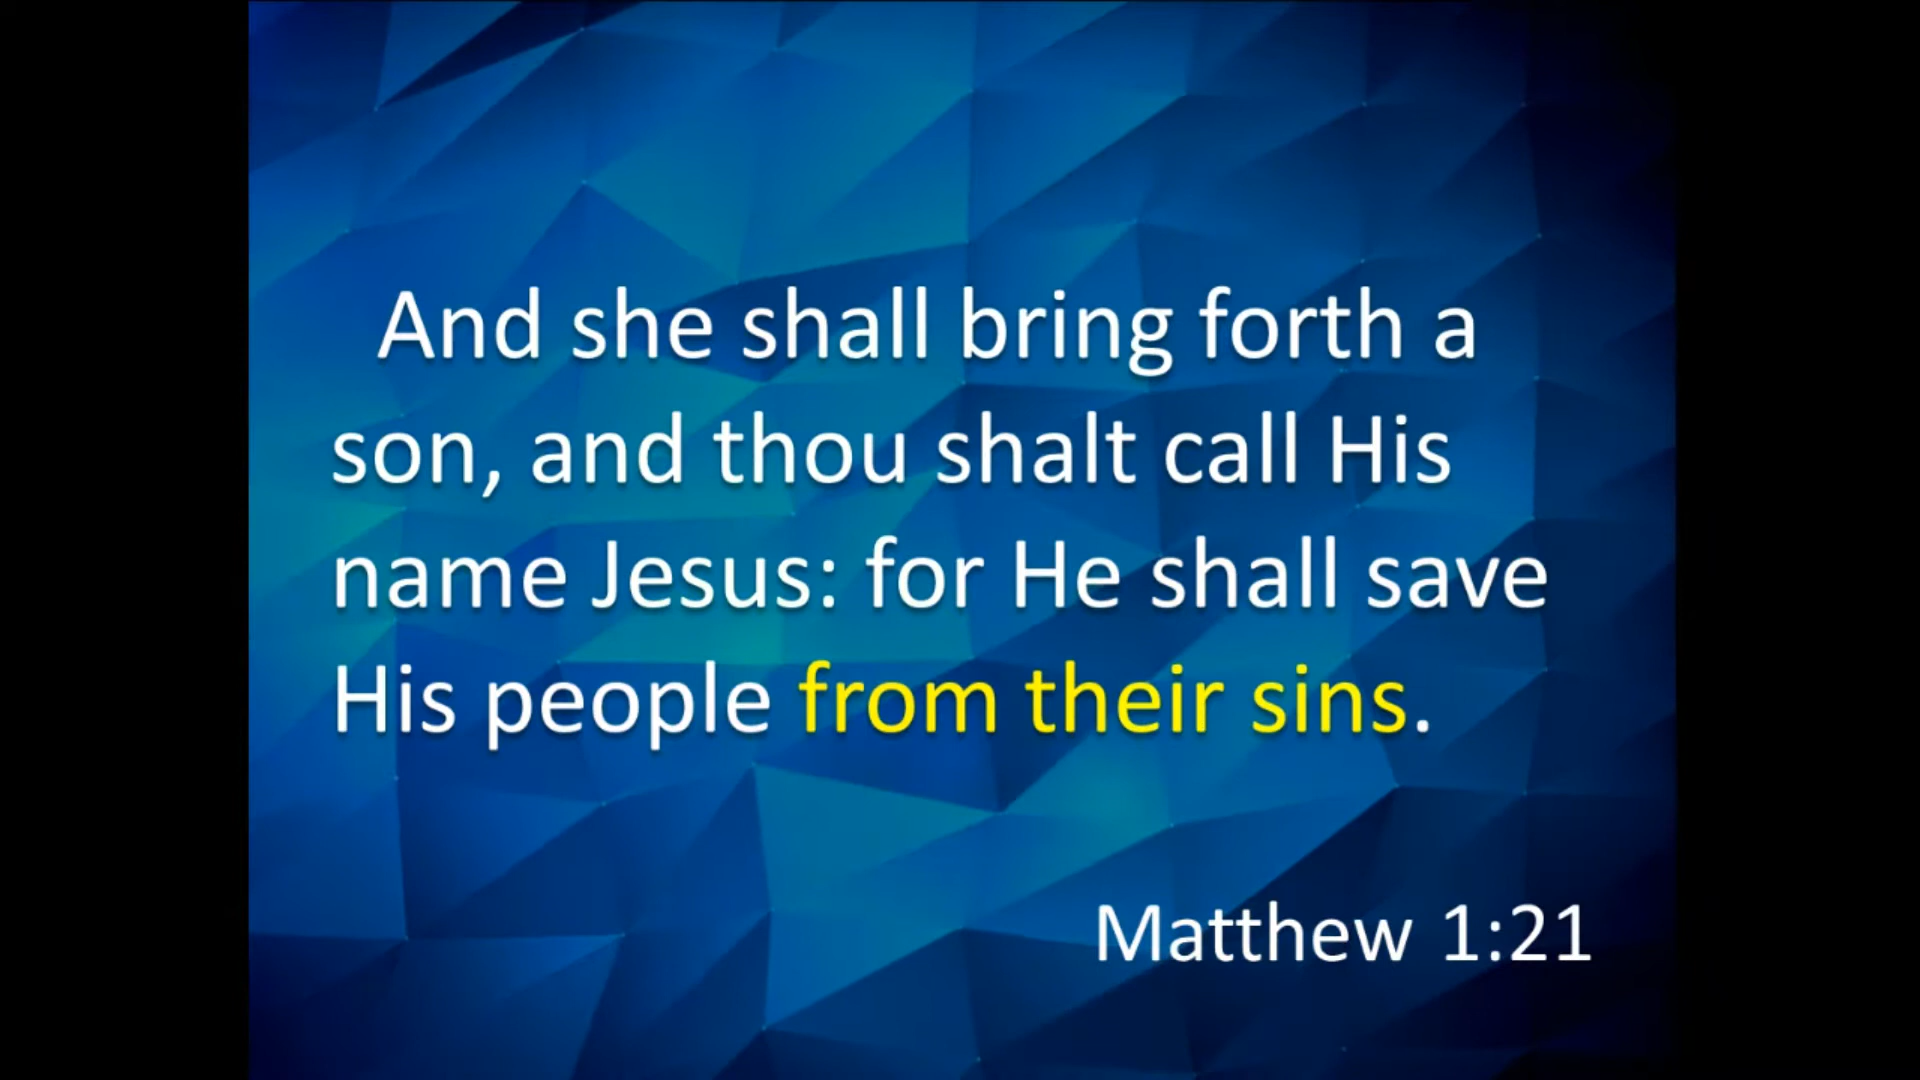 And she shall bring forth a
son, and thou shalt call His
name Jesus: for He shall save
His people from their sins.
Matthew 1:21